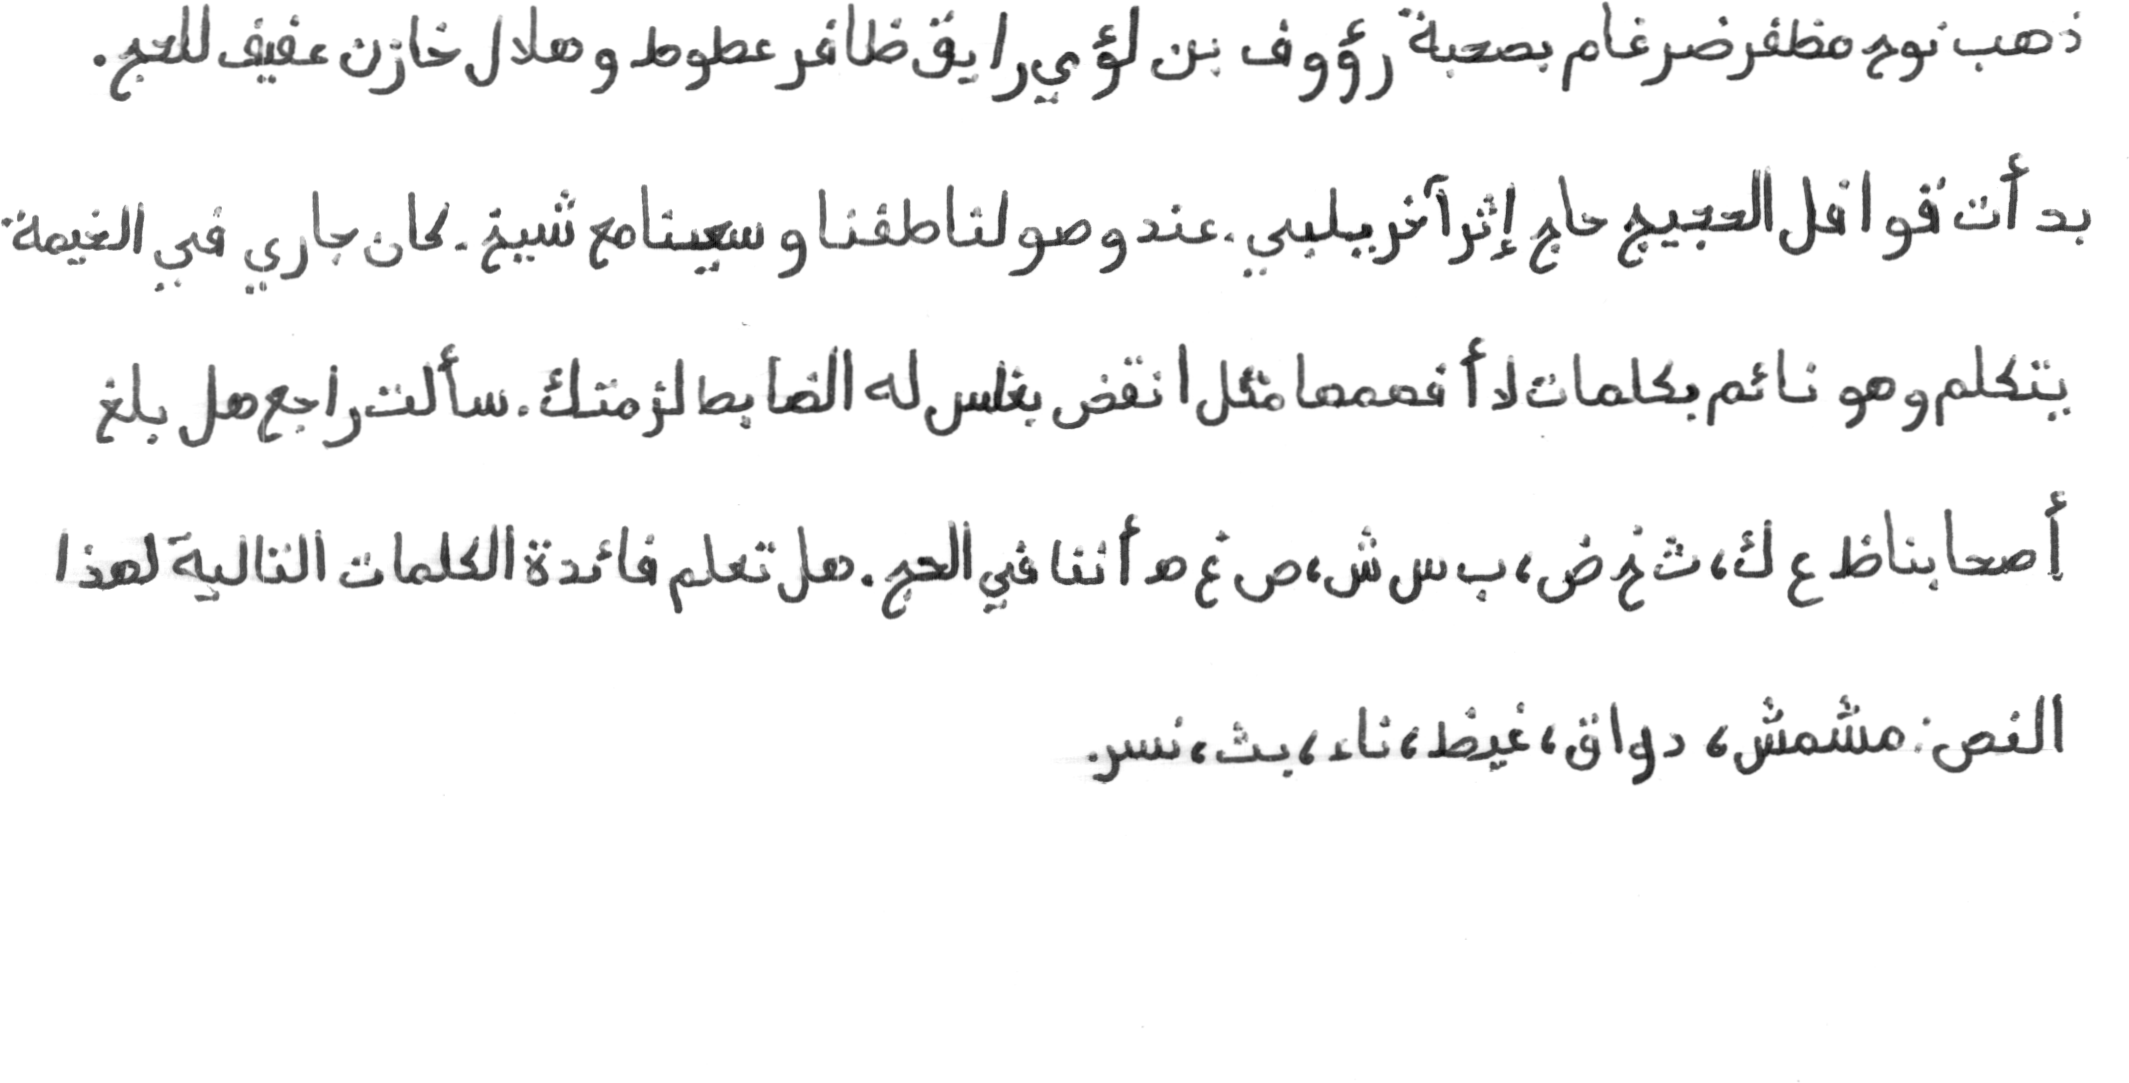 ذهب نوح مظفر ضرغام بصحبة رؤوف بن لؤي رايق ظافر عطوط و هلال خازن عفيف للحج.
بدأت قوافل الحجيج حاج إثر آخر يلبي. عند وصولنا طفنا و سعينا مع شيخ. كان جاري في الخيمة
يتكلم وهو نائم بكلمات لا أفهمها مثل انقض بغلس له الضابط لزمتك. سألت راجع هل بلغ
أصحابنا ظ ع ك، ث خ ض، ب س ش، ص غ ه أننا في الحج. هل تعلم فائدة الكلمات التالية لهذا
النص: مشمش، دواق، غيظ، ناء، بث، نسر.